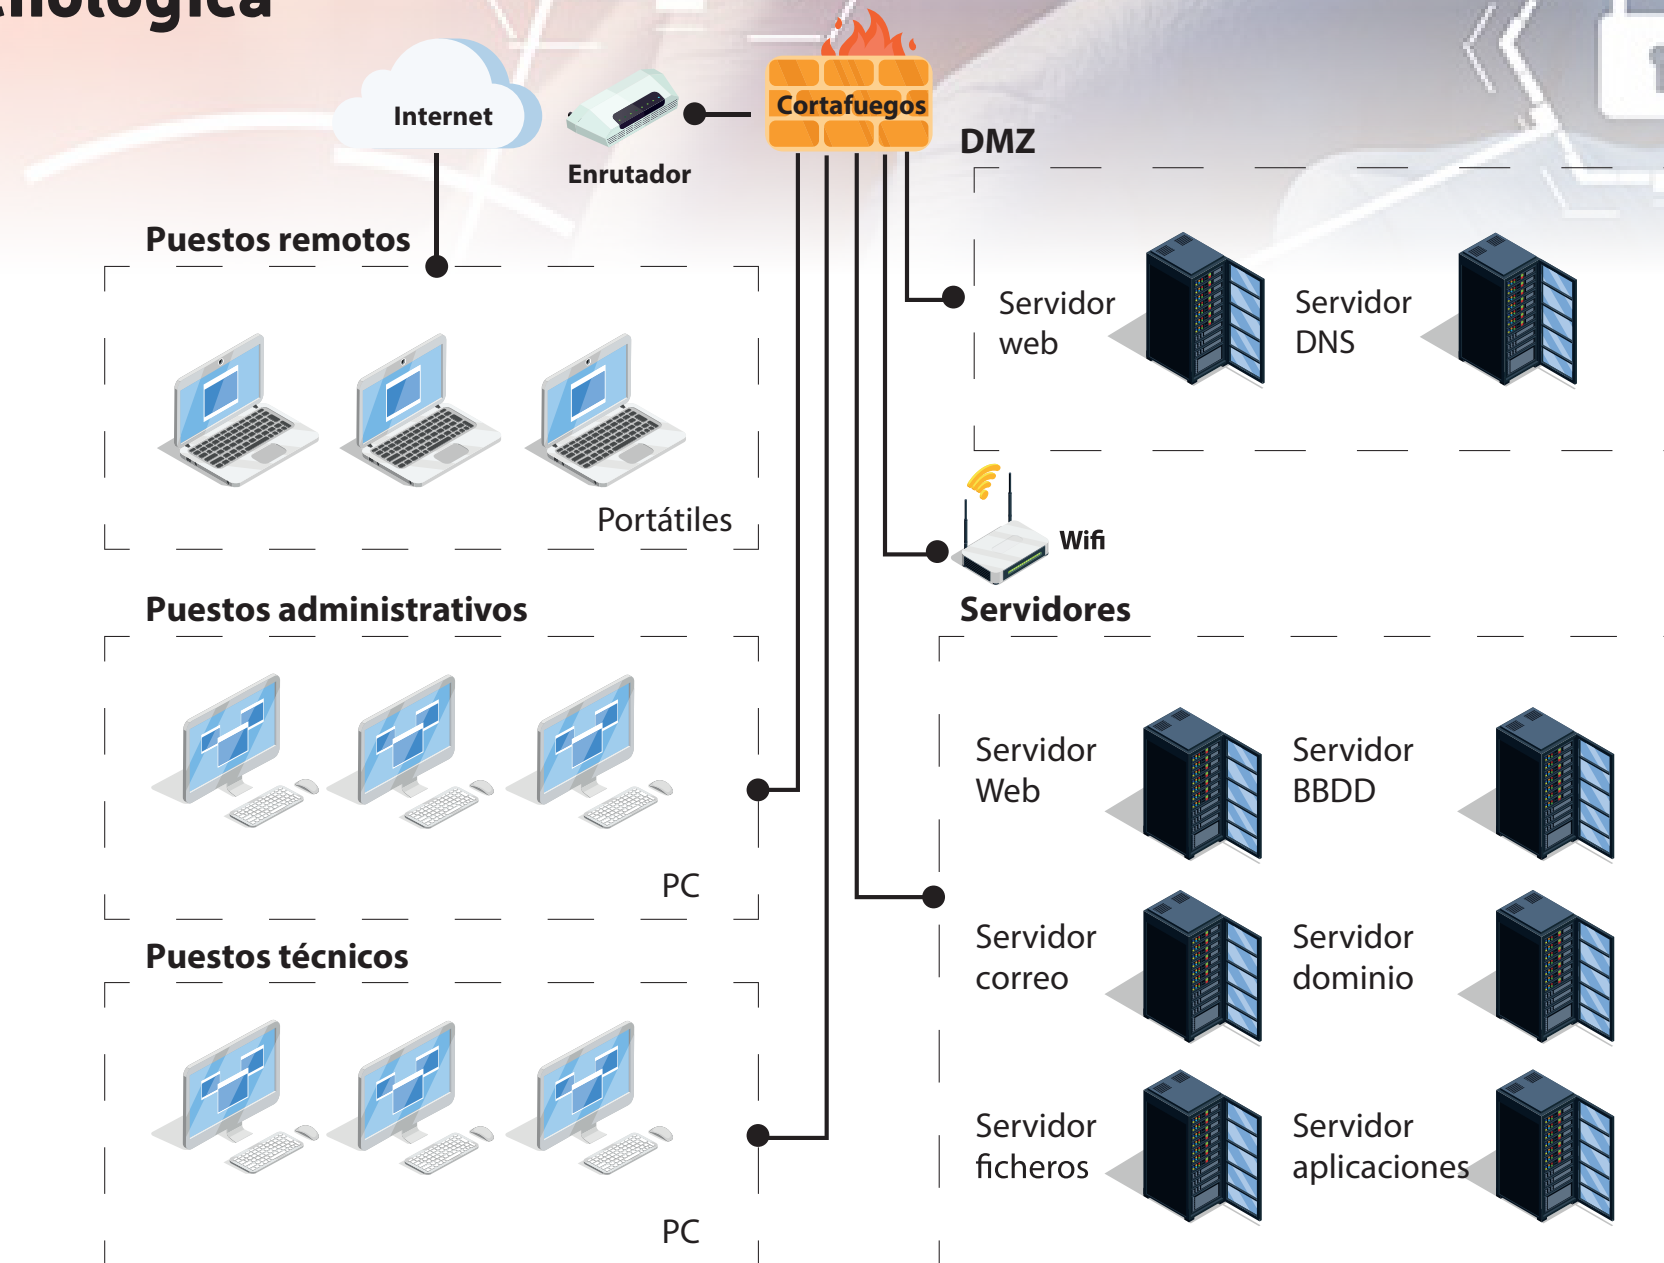 Internet
Enrutador
Cortafuegos
DMZ
Puestos remotos
Servidor
web
Servidor
DNS
Portátiles
Wifi
Puestos administrativos
Servidores
Servidor
Web
Servidor
BBDD
PC
Servidor
correo
Servidor
dominio
Puestos técnicos
Servidor
ficheros
Servidor
aplicaciones
PC